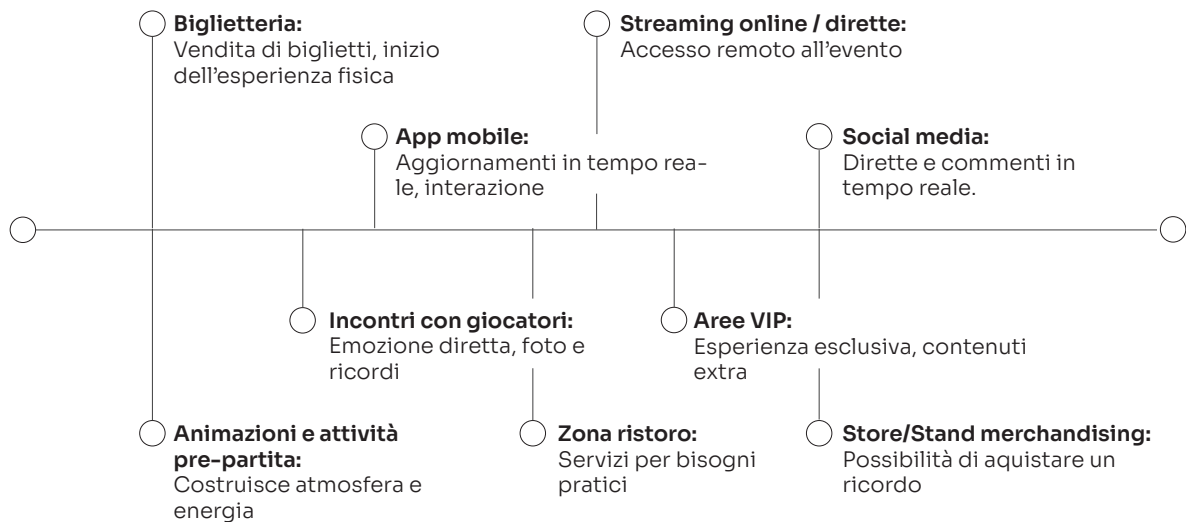 Biglietteria:
Vendita di biglietti, inizio
dell'esperienza fisica
Streaming online / dirette:
Accesso remoto all'evento
App mobile:
Aggiornamenti in tempo rea-
le, interazione
Social media:
Dirette e commenti in
tempo reale.
Incontri con giocatori:
Emozione diretta, foto e
ricordi
Aree VIP:
Esperienza esclusiva, contenuti
extra
Animazioni e attività
pre-partita:
Costruisce atmosfera e
energia
Zona ristoro:
Servizi per bisogni
pratici
Store/Stand merchandising:
Possibilità di aquistare un
ricordo